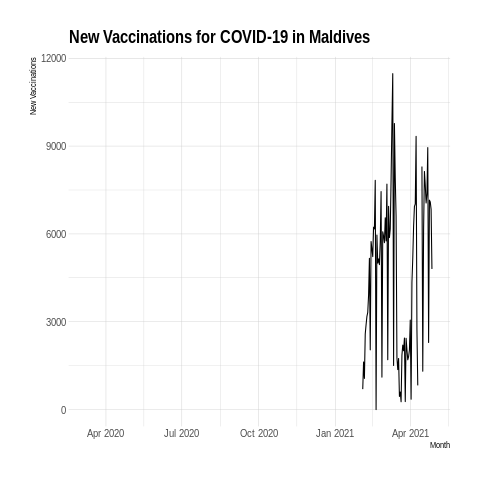 New Vaccinations for COVID-19 in Maldives
New Vaccinations
12000
9000
6000
3000
0
Apr 2020
Jul 2020
Oct 2020
Jan 2021
Apr 2021
Month